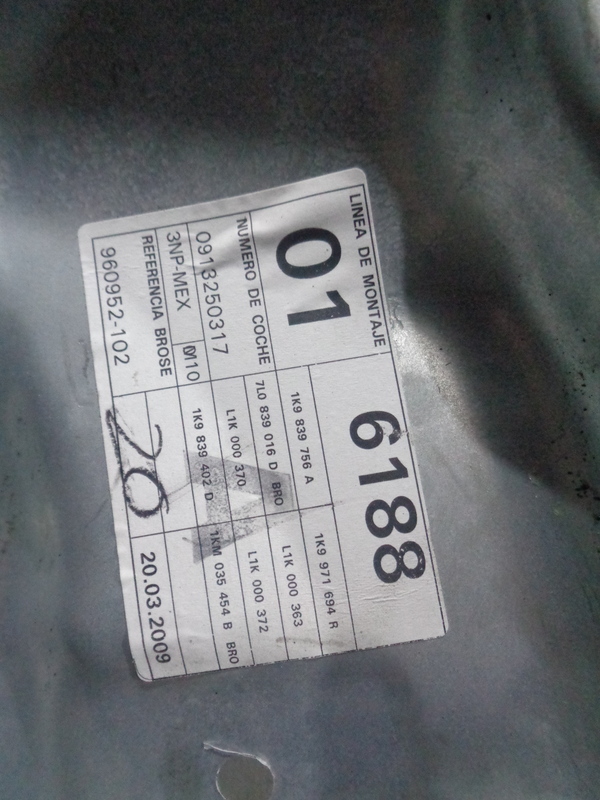 LINEA DE MONTAJE
01
6188
NUMERO DE COCHE
0913250317
3NP-MEX
M10
REFERENCIA BROSE
960952-102
1K9 839 756 A
1K9 971 694 R
7L0 839 016 D BRO
L1K 000 363
L1K 000 370
L1K 000 372
1K9 839 402 D
1KM 035 454 B BRO
A
20
20.03.2009